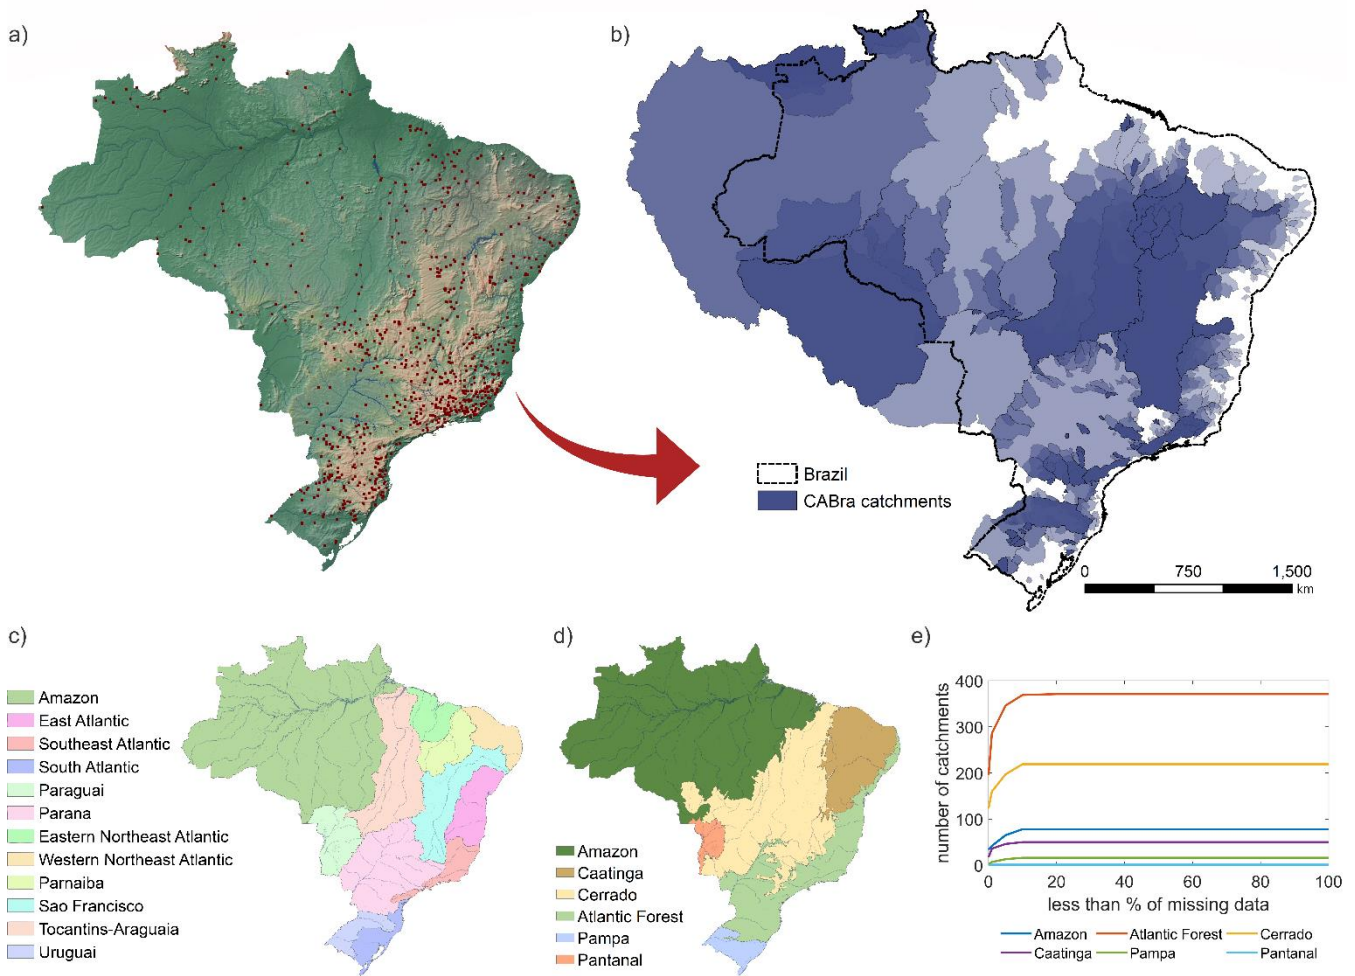 a)
b)
Brazil
CABra catchments
0 750 1,500
km
c)
Amazon
East Atlantic
Southeast Atlantic
South Atlantic
Paraguai
Parana
Eastern Northeast Atlantic
Western Northeast Atlantic
Parnaiba
Sao Francisco
Tocantins-Araguaia
Uruguai
d)
Amazon
Caatinga
Cerrado
Atlantic Forest
Pampa
Pantanal
e)
number of catchments
400
300
200
100
0
0 20 40 60 80 100
less than % of missing data
Amazon Atlantic Forest Cerrado
Caatinga Pampa Pantanal